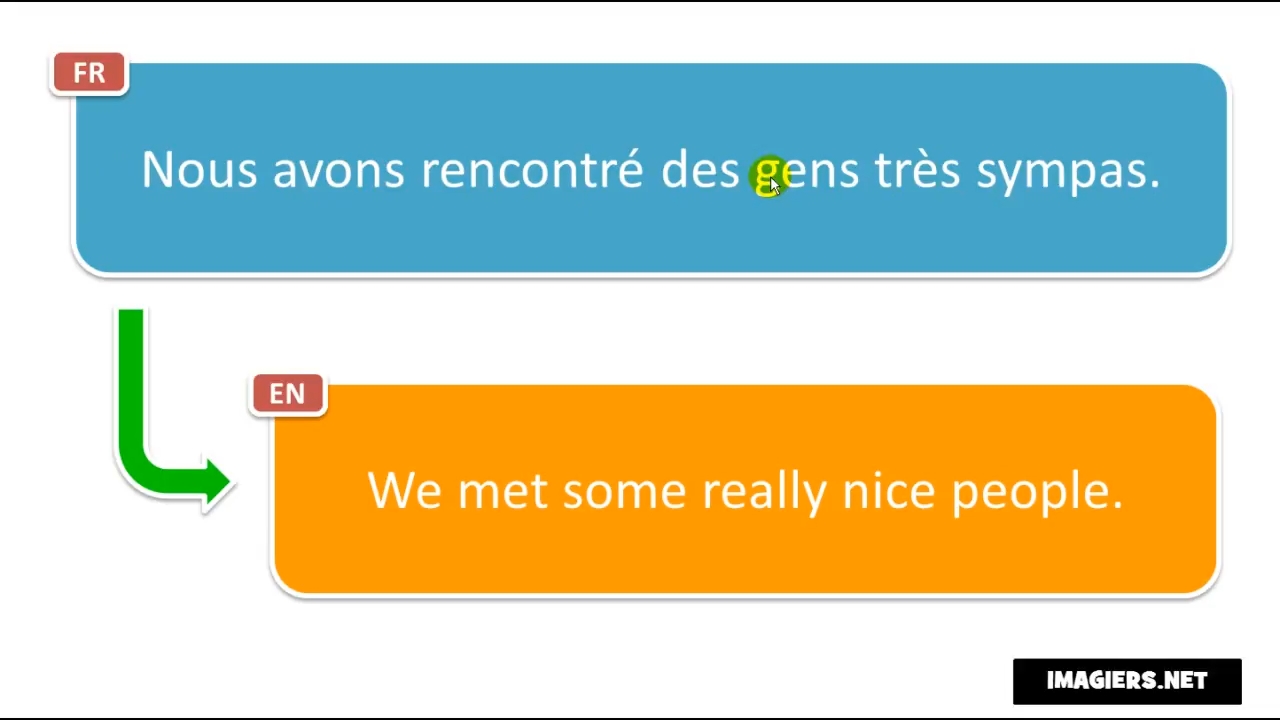 FR
Nous avons rencontré des gens très sympas.
EN
We met some really nice people.
IMAGIERS.NET